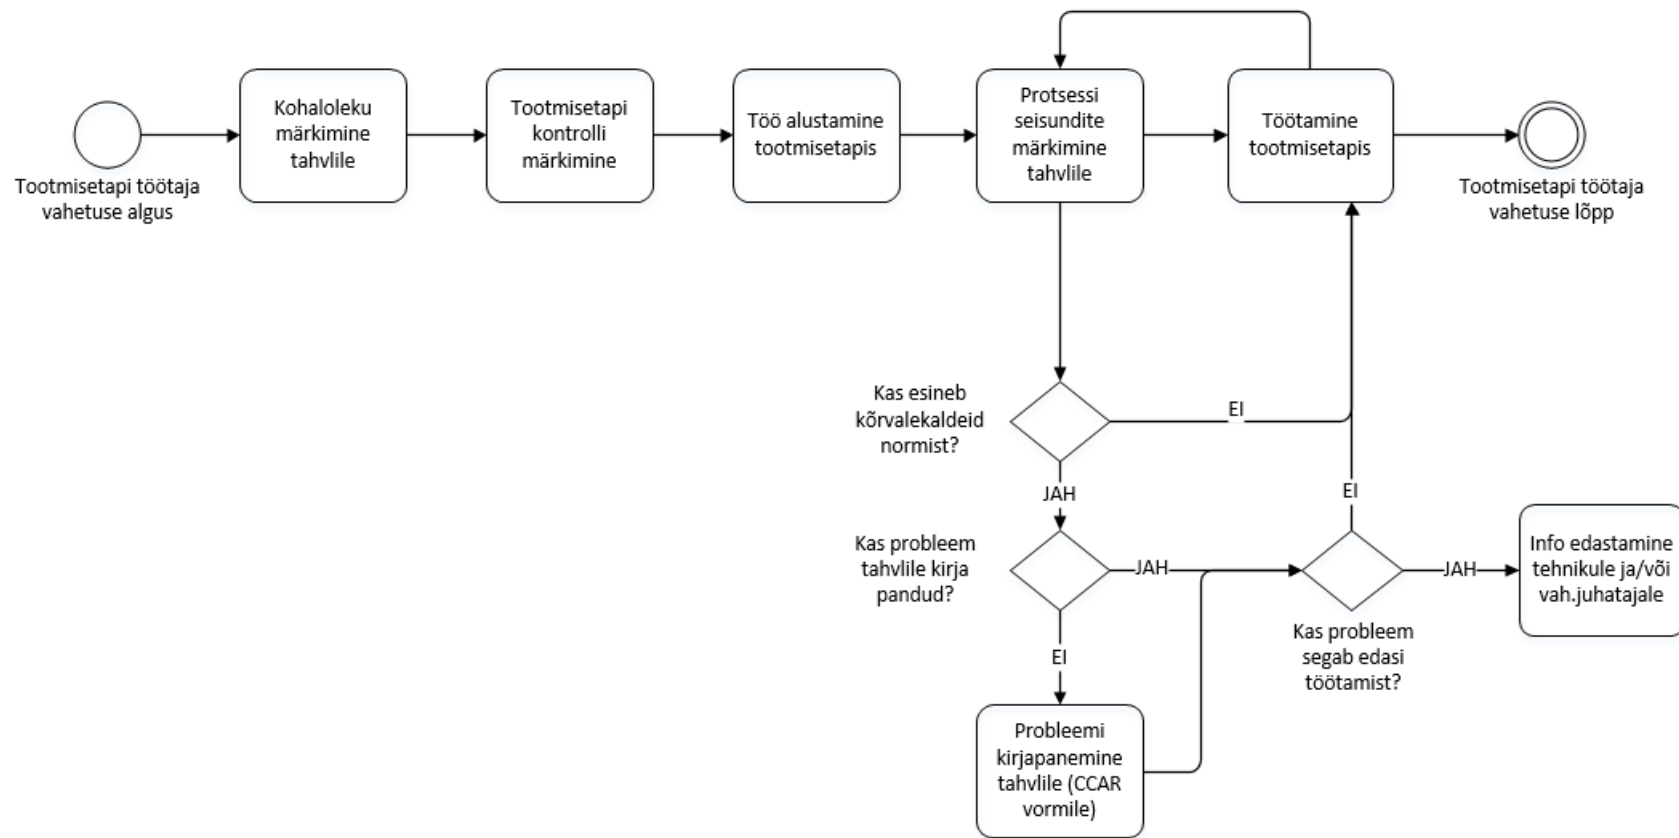 Tootmisetapi töötaja
vahetuse algus
Kohaloleku
märkimine
tahvlile
Tootmisetapi
kontrolli
märkimine
Töö alustamine
tootmisetapis
Protsessi
seisundite
märkimine
tahvlile
Töötamine
tootmisetapis
Tootmisetapi töötaja
vahetuse lõpp
Kas esineb
kõrvalekaldeid
normist?
EI
JAH
Kas probleem
tahvlile kirja
pandud?
JAH
EI
Probleemi
kirjapanemine
tahvlile (CCAR
vormile)
Kas probleem
segab edasi
töötamist?
EI
JAH
Info edastamine
tehnikule ja/või
vah.juhatajale